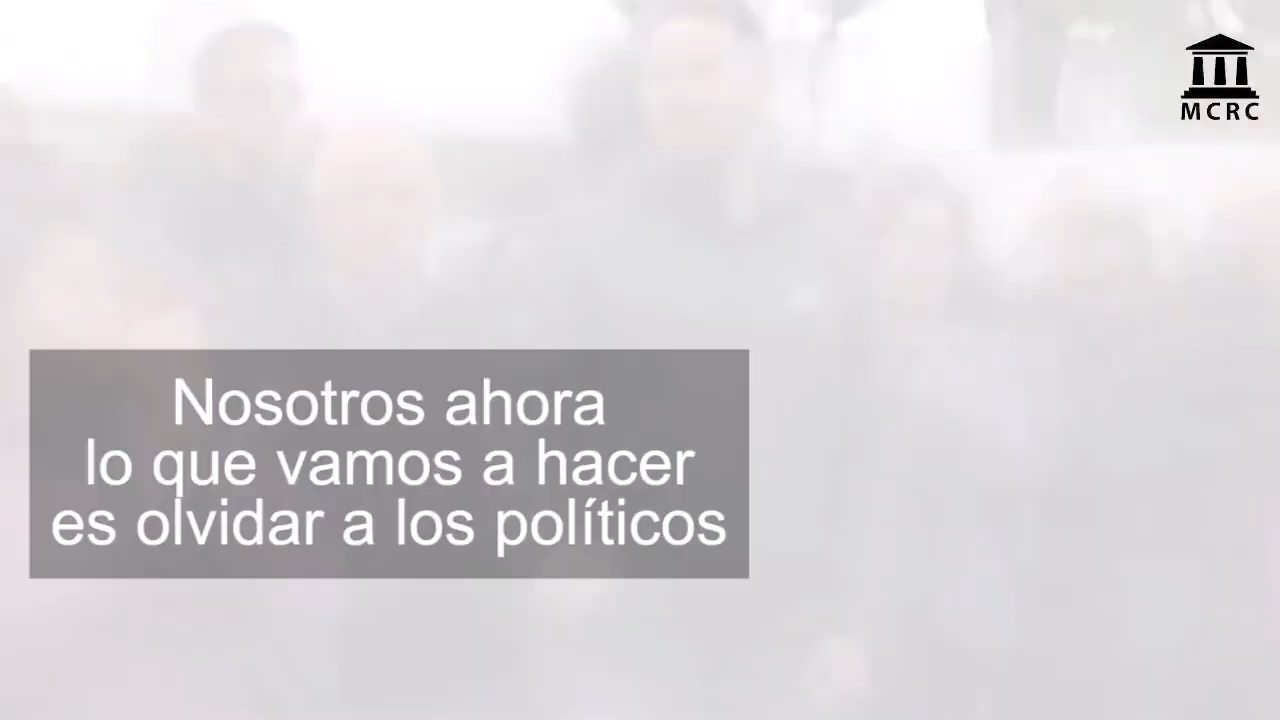 MCRC
Nosotros ahora
lo que vamos a hacer
es olvidar a los políticos